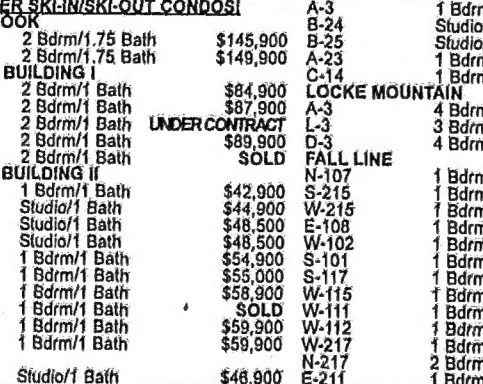 ER SKI-IN/SKI-OUT CONDOS!
OOK
2 Bdrm/1.75 Bath $145,900
2 Bdrm/1.75 Bath $149,900
BUILDING I
2 Bdrm/1 Bath $84,900
2 Bdrm/1 Bath $87,900
2 Bdrm/1 Bath UNDER CONTRACT
2 Bdrm/1 Bath $89,900
2 Bdrm/1 Bath SOLD
BUILDING II
1 Bdrm/1 Bath $42,900
Studio/1 Bath $44,900
Studio/1 Bath $48,500
Studio/1 Bath $48,500
1 Bdrm/1 Bath $54,900
1 Bdrm/1 Bath $55,000
1 Bdrm/1 Bath $58,900
1 Bdrm/1 Bath SOLD
1 Bdrm/1 Bath $59,900
1 Bdrm/1 Bath $59,900
Studio/1 Bath $46,900
A-3 1 Bdrm
B-24 Studio
B-25 Studio
A-23 1 Bdrm
C-14 1 Bdrm
LOCKE MOUNTAIN
A-3 4 Bdrm
L-3 3 Bdrm
D-3 4 Bdrm
FALL LINE
N-107 1 Bdrm
S-215 1 Bdrm
W-215 1 Bdrm
E-108 1 Bdrm
W-102 1 Bdrm
S-101 1 Bdrm
S-117 1 Bdrm
W-115 1 Bdrm
W-111 1 Bdrm
W-112 1 Bdrm
W-217 1 Bdrm
N-217 2 Bdrm
E-211 1 Bdrm